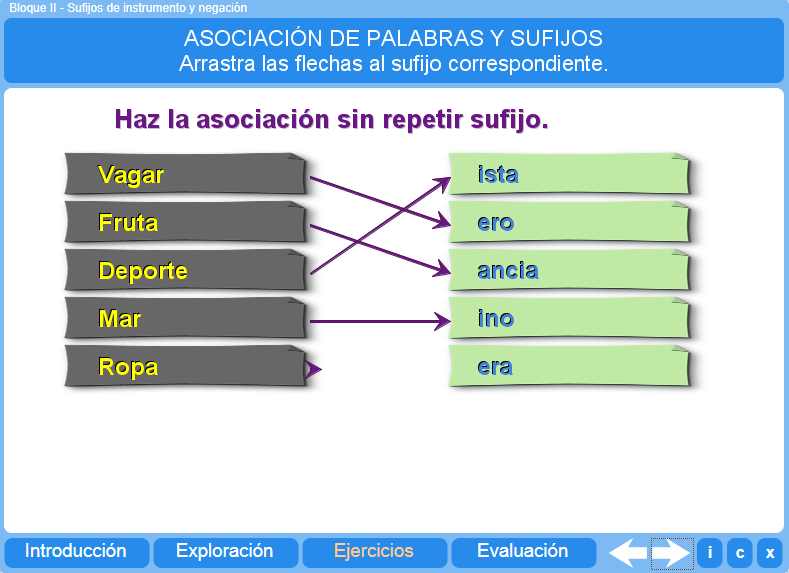 Bloque II - Sufijos de instrumento y negación
ASOCIACIÓN DE PALABRAS Y SUFIJOS
Arrastra las flechas al sufijo correspondiente.
Haz la asociación sin repetir sufijo.
Vagar ista
Fruta ero
Deporte ancia
Mar ino
Ropa era
Introducción Exploración Ejercicios Evaluación i c x